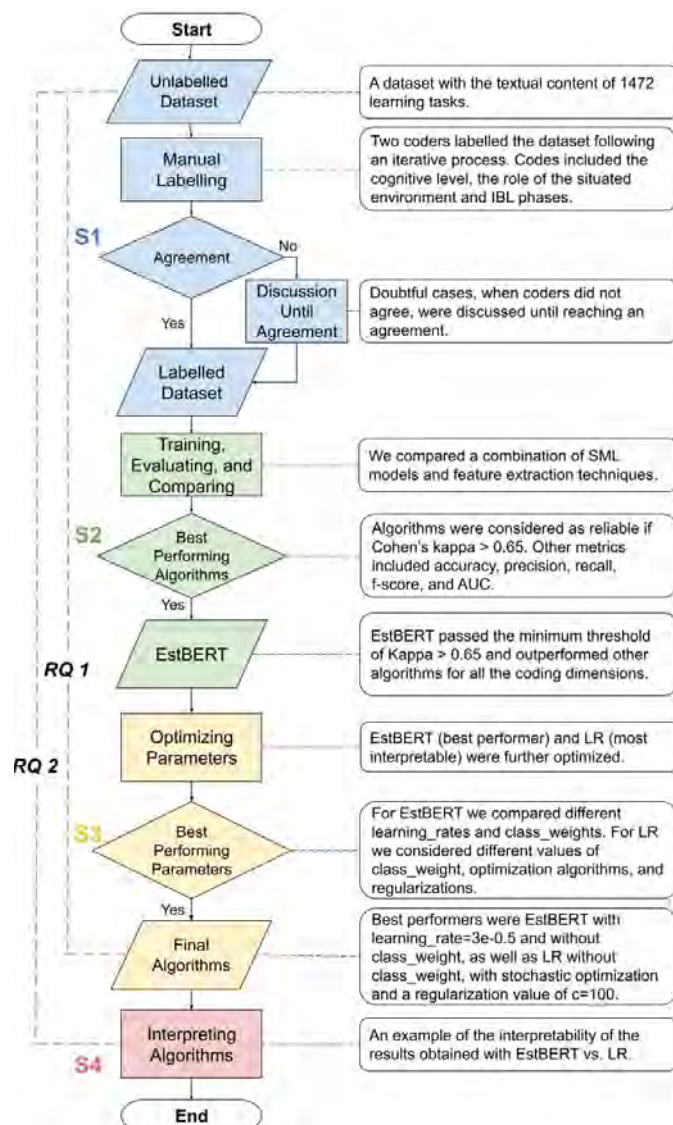 Start
Unlabelled
Dataset
A dataset with the textual content of 1472
learning tasks.
Manual
Labelling
Two coders labelled the dataset following
an iterative process. Codes included the
cognitive level, the role of the situated
environment and IBL phases.
S1
Agreement
No
Yes
Discussion
Until
Agreement
Doubtful cases, when coders did not
agree, were discussed until reaching an
agreement.
Labelled
Dataset
Training,
Evaluating, and
Comparing
We compared a combination of SML
models and feature extraction techniques.
S2
Best
Performing
Algorithms
Algorithms were considered as reliable if
Cohen's kappa > 0.65. Other metrics
included accuracy, precision, recall,
f-score, and AUC.
Yes
EstBERT
EstBERT passed the minimum threshold
of Kappa > 0.65 and outperformed other
algorithms for all the coding dimensions.
RQ 1
Optimizing
Parameters
EstBERT (best performer) and LR (most
interpretable) were further optimized.
RQ 2
S3
Best
Performing
Parameters
For EstBERT we compared different
learning_rates and class_weights. For LR
we considered different values of
class_weight, optimization algorithms, and
regularizations.
Yes
Final
Algorithms
Best performers were EstBERT with
learning_rate=3e-0.5 and without
class_weight, as well as LR without
class_weight, with stochastic optimization
and a regularization value of c=100.
Interpreting
Algorithms
An example of the interpretability of the
results obtained with EstBERT vs. LR.
S4
End